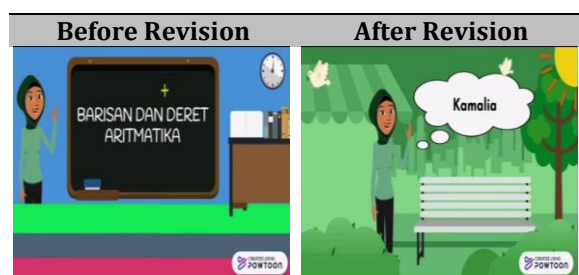 Before Revision
After Revision
BARISAN DAN DERET
ARITMATIKA
Kamalia
CREATED USING
POWTOON
CREATED USING
POWTOON